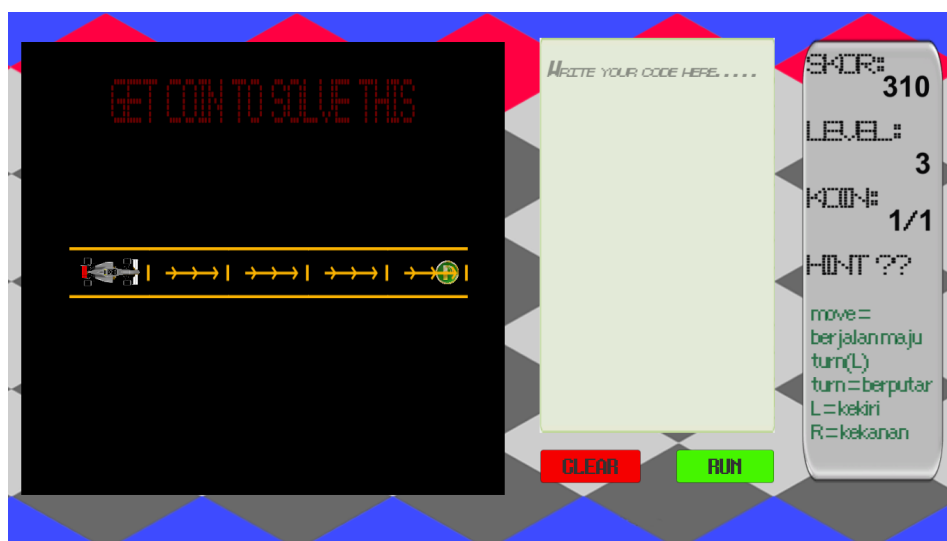 GET COIN TO SOLVE THIS
Write your code here.....
CLEAR
RUN
SKOR:
310
LEVEL:
3
KOIN:
1/1
HINT ??
move=
berjalan maju
turn(L)
turn=berputar
L=kekiri
R=kekanan